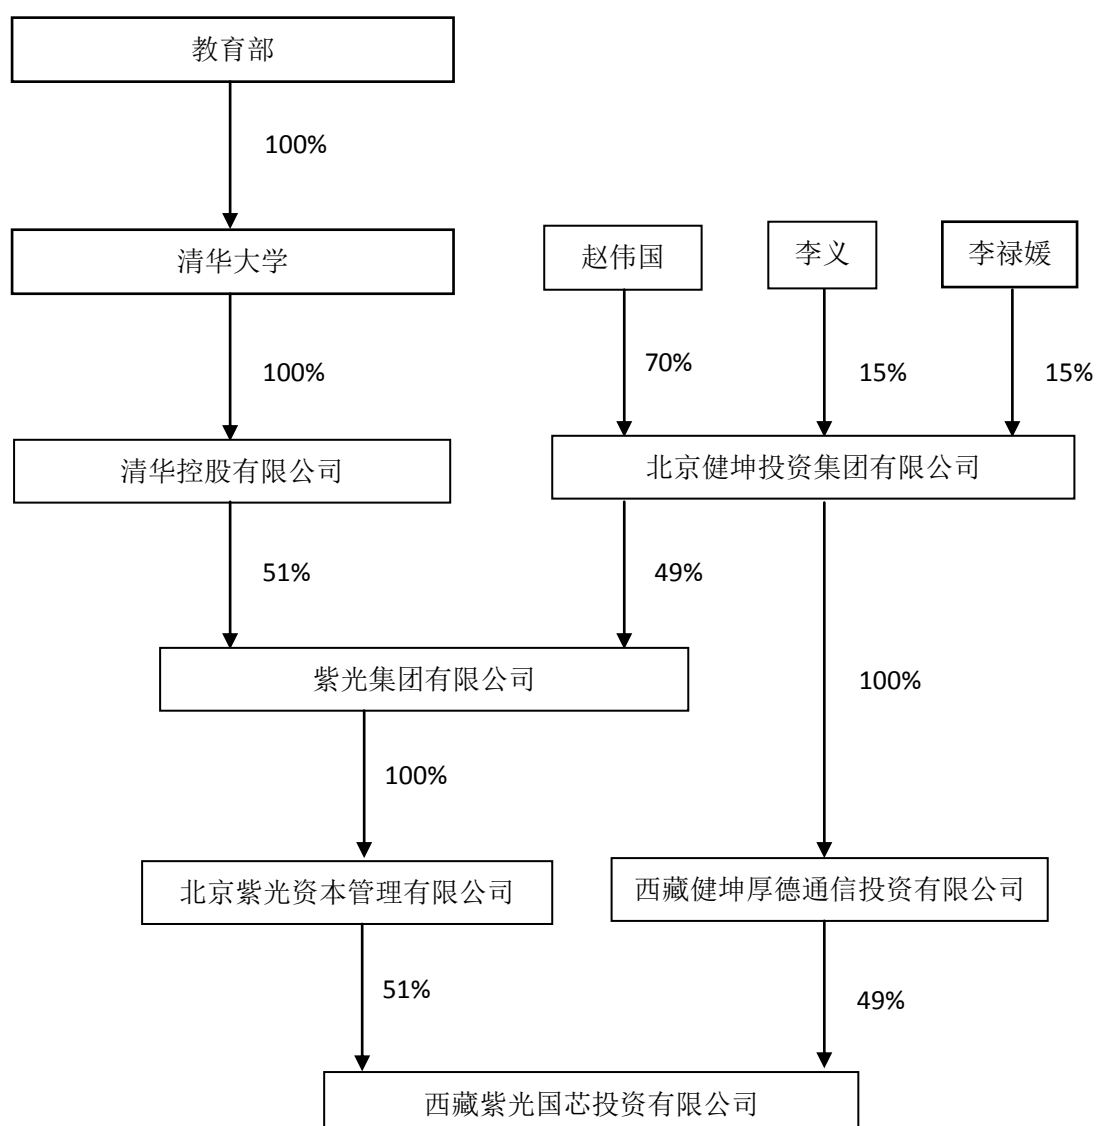 教育部
100%
清华大学
赵伟国
李义
李禄媛
100%
70%
15%
15%
清华控股有限公司
北京健坤投资集团有限公司
51%
49%
紫光集团有限公司
100%
100%
北京紫光资本管理有限公司
西藏健坤厚德通信投资有限公司
51%
49%
西藏紫光国芯投资有限公司